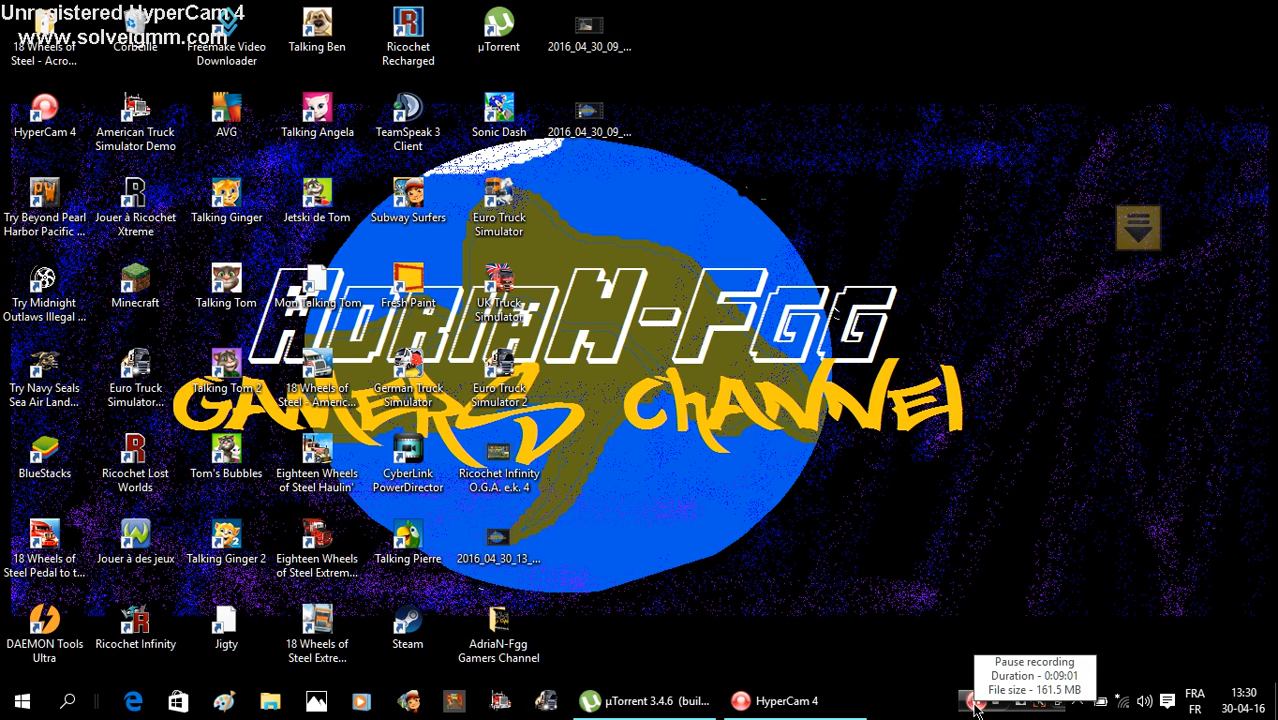 Unregistered HyperCam 4
www.solveigmm.com
18 Wheels of
Steel - Acro...
Corbeille
Freemake Video
Downloader
Talking Ben
Ricochet
Recharged
µTorrent
2016_04_30_09_...
HyperCam 4
American Truck
Simulator Demo
AVG
Talking Angela
TeamSpeak 3
Client
Sonic Dash
2016_04_30_09_...
Try Beyond Pearl
Harbor Pacific ...
Jouer à Ricochet
Xtreme
Talking Ginger
Jetski de Tom
Subway Surfers
Euro Truck
Simulator
Try Midnight
Outlaws Illegal ...
Minecraft
Talking Tom
Mon Talking Tom
Fresh Paint
UK Truck
Simulator
AdriaN-Fgg
Gamers Channel
Try Navy Seals
Sea Air Land...
Euro Truck
Simulator...
Talking Tom 2
18 Wheels of
Steel - Americ...
German Truck
Simulator
Euro Truck
Simulator 2
BlueStacks
Ricochet Lost
Worlds
Tom's Bubbles
Eighteen Wheels
of Steel Haulin'
CyberLink
PowerDirector
Ricochet Infinity
O.G.A. e.k. 4
18 Wheels of
Steel Pedal to t...
Jouer à des jeux
Talking Ginger 2
Eighteen Wheels
of Steel Extrem...
Talking Pierre
2016_04_30_13_...
DAEMON Tools
Ultra
Ricochet Infinity
Jigty
18 Wheels of
Steel Extre...
Steam
AdriaN-Fgg
Gamers Channel
Pause recording
Duration - 0:09:01
File size - 161.5 MB
µTorrent 3.4.6 (buil...
HyperCam 4
FRA
FR
13:30
30-04-16